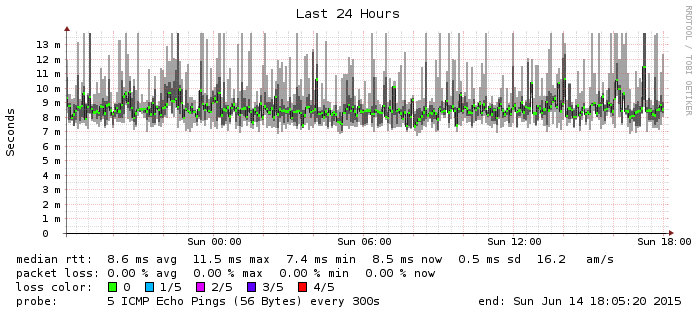 Last 24 Hours
RRDTOOL / TOBI OETIKER
Seconds
13 m
12 m
11 m
10 m
9 m
8 m
7 m
6 m
5 m
4 m
3 m
2 m
1 m
0
Sun 00:00 Sun 06:00 Sun 12:00 Sun 18:00
median rtt: 8.6 ms avg 11.5 ms max 7.4 ms min 8.5 ms now 0.5 ms sd 16.2 am/s
packet loss: 0.00 % avg 0.00 % max 0.00 % min 0.00 % now
loss color: 0 1/5 2/5 3/5 4/5
probe: 5 ICMP Echo Pings (56 Bytes) every 300s end: Sun Jun 14 18:05:20 2015